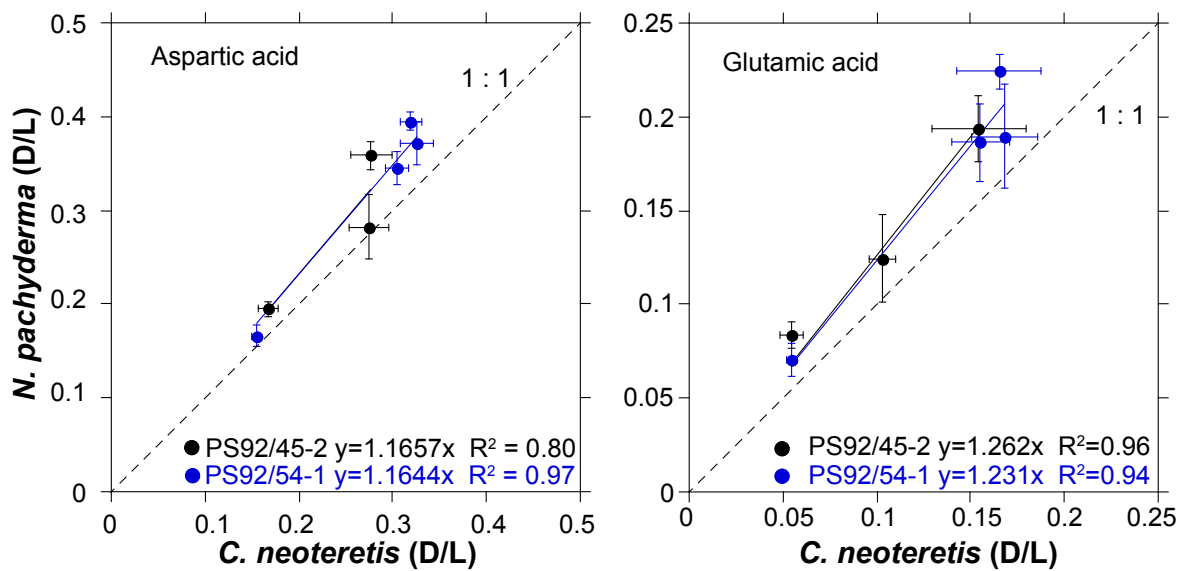 0.5
Aspartic acid
1 : 1
0.4
0.3
0.2
0.1
0
N. pachyderma (D/L)
PS92/45-2 y=1.1657x R² = 0.80
PS92/54-1 y=1.1644x R² = 0.97
0 0.1 0.2 0.3 0.4 0.5
C. neoteretis (D/L)
0.25
Glutamic acid
1 : 1
0.2
0.15
0.1
0.05
0
PS92/45-2 y=1.262x R²=0.96
PS92/54-1 y=1.231x R²=0.94
0 0.05 0.1 0.15 0.2 0.25
C. neoteretis (D/L)